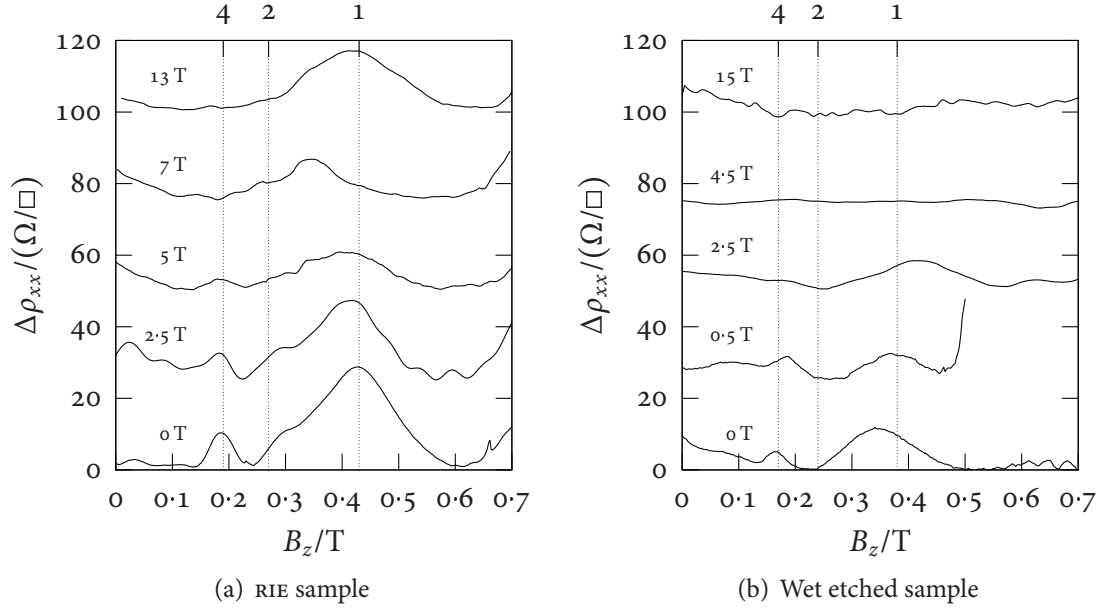 4 2 1
120
100
80
60
40
20
0
Δρxx/(Ω/□)
13 T
7 T
5 T
2·5 T
0 T
0 0·1 0·2 0·3 0·4 0·5 0·6 0·7
Bz/T
(a) RIE sample
4 2 1
120
100
80
60
40
20
0
Δρxx/(Ω/□)
15 T
4·5 T
2·5 T
0·5 T
0 T
0 0·1 0·2 0·3 0·4 0·5 0·6 0·7
Bz/T
(b) Wet etched sample